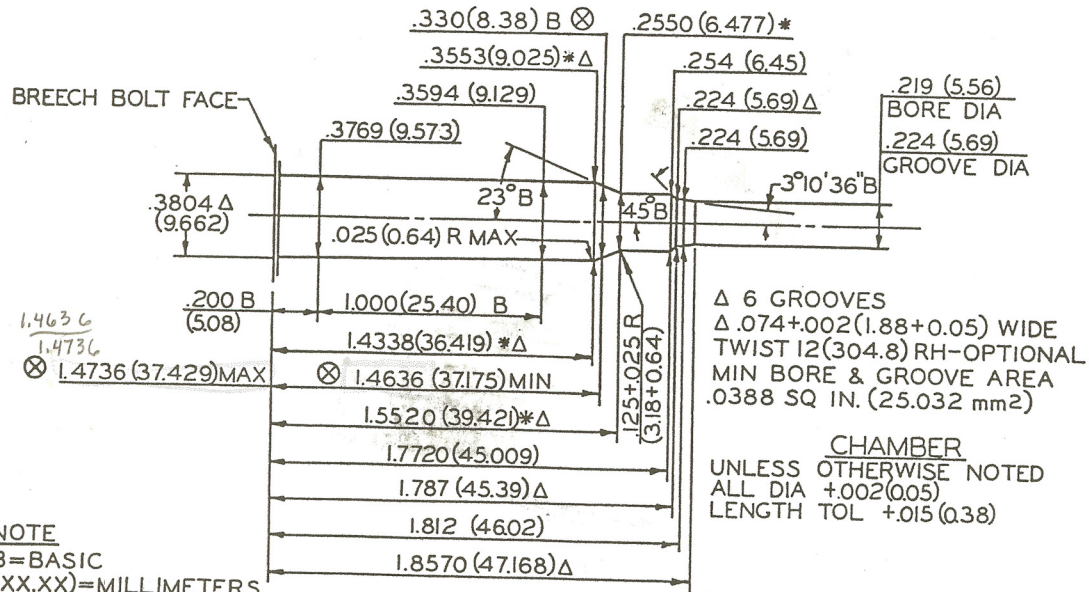 .330(8.38) B ⊗
.2550(6.477)*
.3553(9.025)*Δ
.254 (6.45)
BREECH BOLT FACE
.3594 (9.129)
.224 (5.69)Δ
.219 (5.56)
BORE DIA
.3769(9.573)
.224 (5.69)
.224 (5.69)
GROOVE DIA
23°B
45°B
3°10'36"B
.3804 Δ
(9.662)
.025(0.64) R MAX
.200 B
(5.08)
1.000(25.40) B
1.4636
1.4736
1.4338(36.419) *Δ
⊗ 1.4736 (37.429)MAX
⊗ 1.4636 (37.175)MIN
.125+.025 R
(3.18+0.64)
1.5520 (39.421)*Δ
1.7720(45.009)
1.787 (45.39) Δ
1.812 (46.02)
1.8570 (47.168)Δ
Δ 6 GROOVES
Δ .074+.002(1.88+0.05) WIDE
TWIST 12(304.8) RH-OPTIONAL
MIN BORE & GROOVE AREA
.0388 SQ IN. (25.032 mm2)
CHAMBER
UNLESS OTHERWISE NOTED
ALL DIA +.002(0.05)
LENGTH TOL +.015(0.38)
NOTE
B=BASIC
(XX.XX)=MILLIMETERS